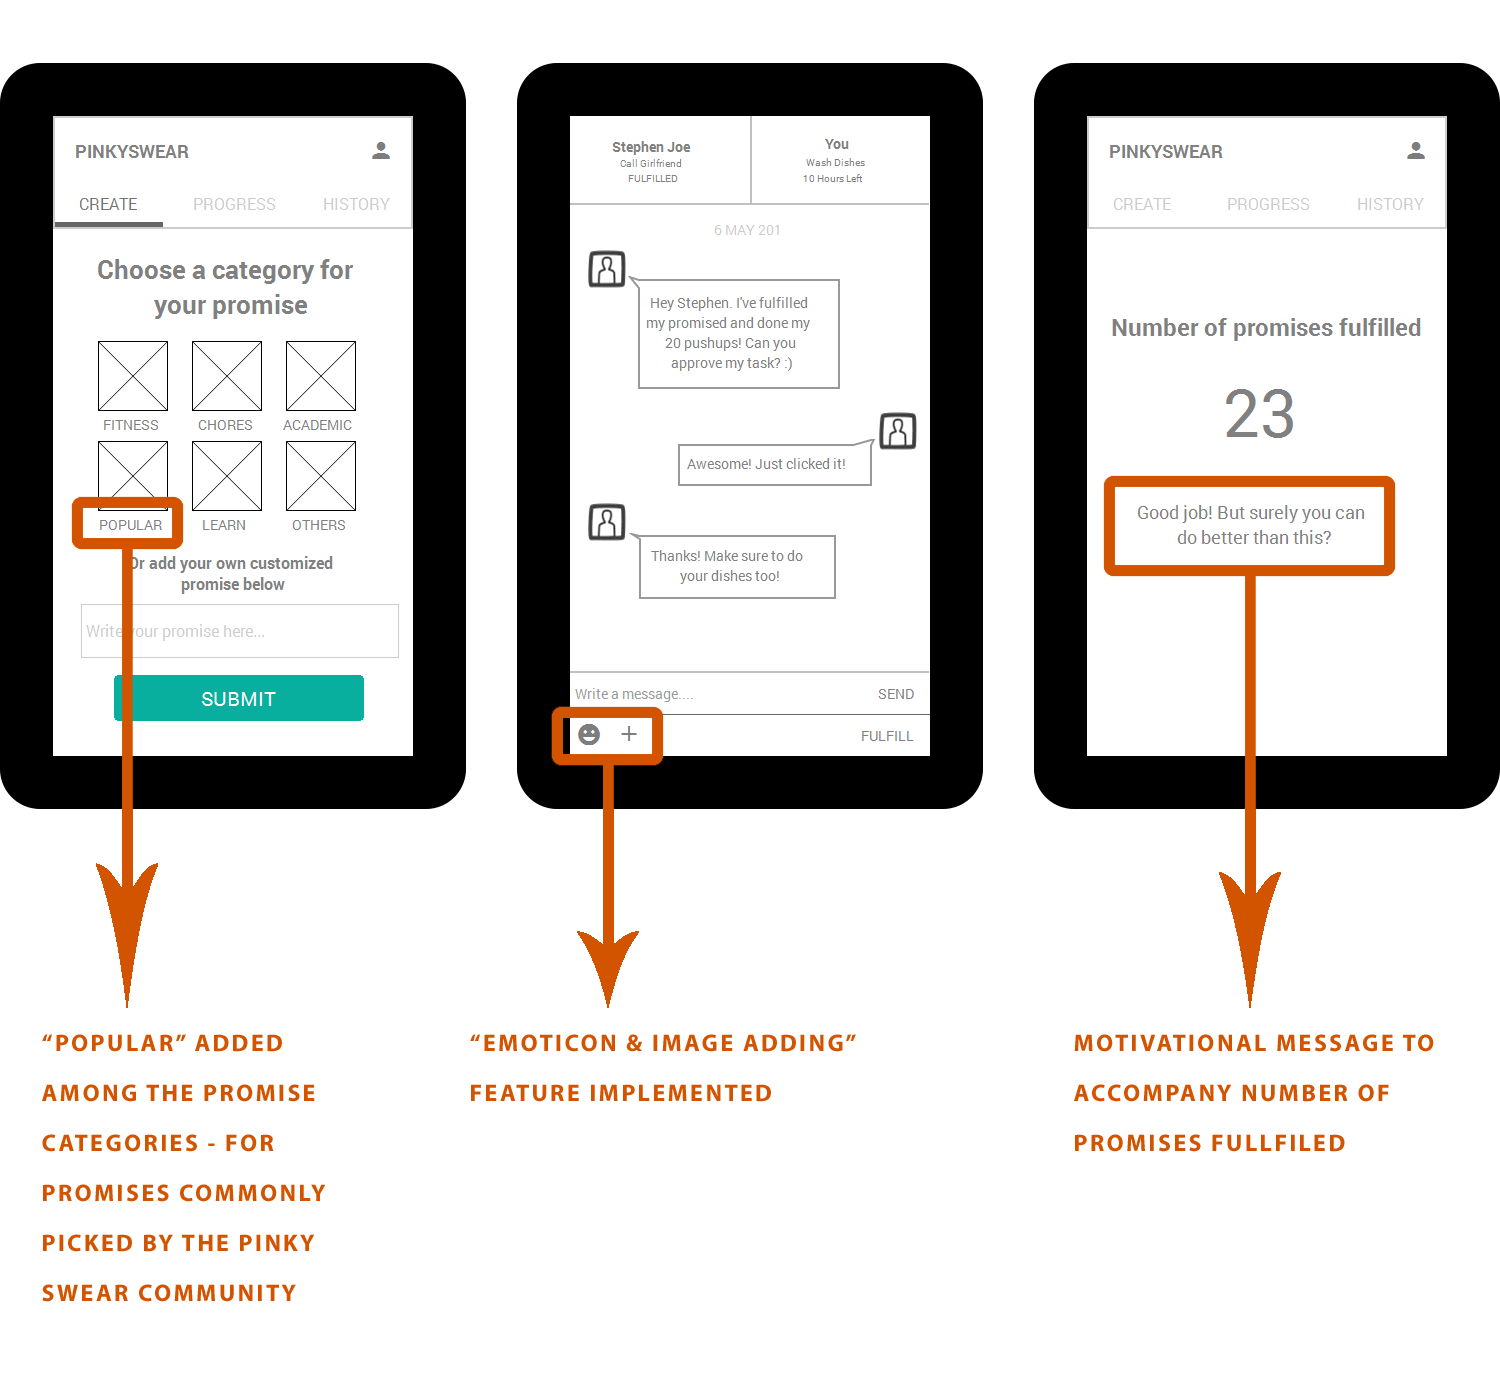 PINKYSWEAR
CREATE PROGRESS HISTORY
Choose a category for
your promise
FITNESS CHORES ACADEMIC
POPULAR LEARN OTHERS
Or add your own customized
promise below
Write your promise here...
SUBMIT
Stephen Joe
Call Girlfriend
FULFILLED
You
Wash Dishes
10 Hours Left
6 MAY 201
Hey Stephen. I've fulfilled
my promised and done my
20 pushups! Can you
approve my task? :)
Awesome! Just clicked it!
Thanks! Make sure to do
your dishes too!
Write a message.... SEND
FULFILL
PINKYSWEAR
CREATE PROGRESS HISTORY
Number of promises fulfilled
23
Good job! But surely you can
do better than this?
“POPULAR” ADDED
AMONG THE PROMISE
CATEGORIES - FOR
PROMISES COMMONLY
PICKED BY THE PINKY
SWEAR COMMUNITY
“EMOTICON & IMAGE ADDING”
FEATURE IMPLEMENTED
MOTIVATIONAL MESSAGE TO
ACCOMPANY NUMBER OF
PROMISES FULLFILED